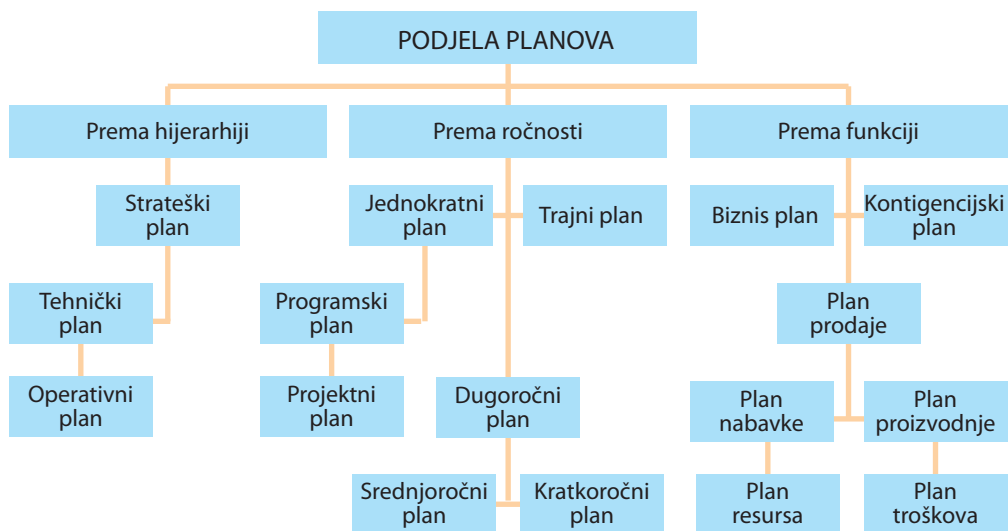 PODJELA PLANOVA
Prema hijerarhiji
Prema ročnosti
Prema funkciji
Strateški
plan
Jednokratni
plan
Trajni plan
Biznis plan
Kontigencijski
plan
Tehnički
plan
Programski
plan
Plan
prodaje
Operativni
plan
Projektni
plan
Dugoročni
plan
Plan
nabavke
Plan
proizvodnje
Srednjoročni
plan
Kratkoročni
plan
Plan
resursa
Plan
troškova